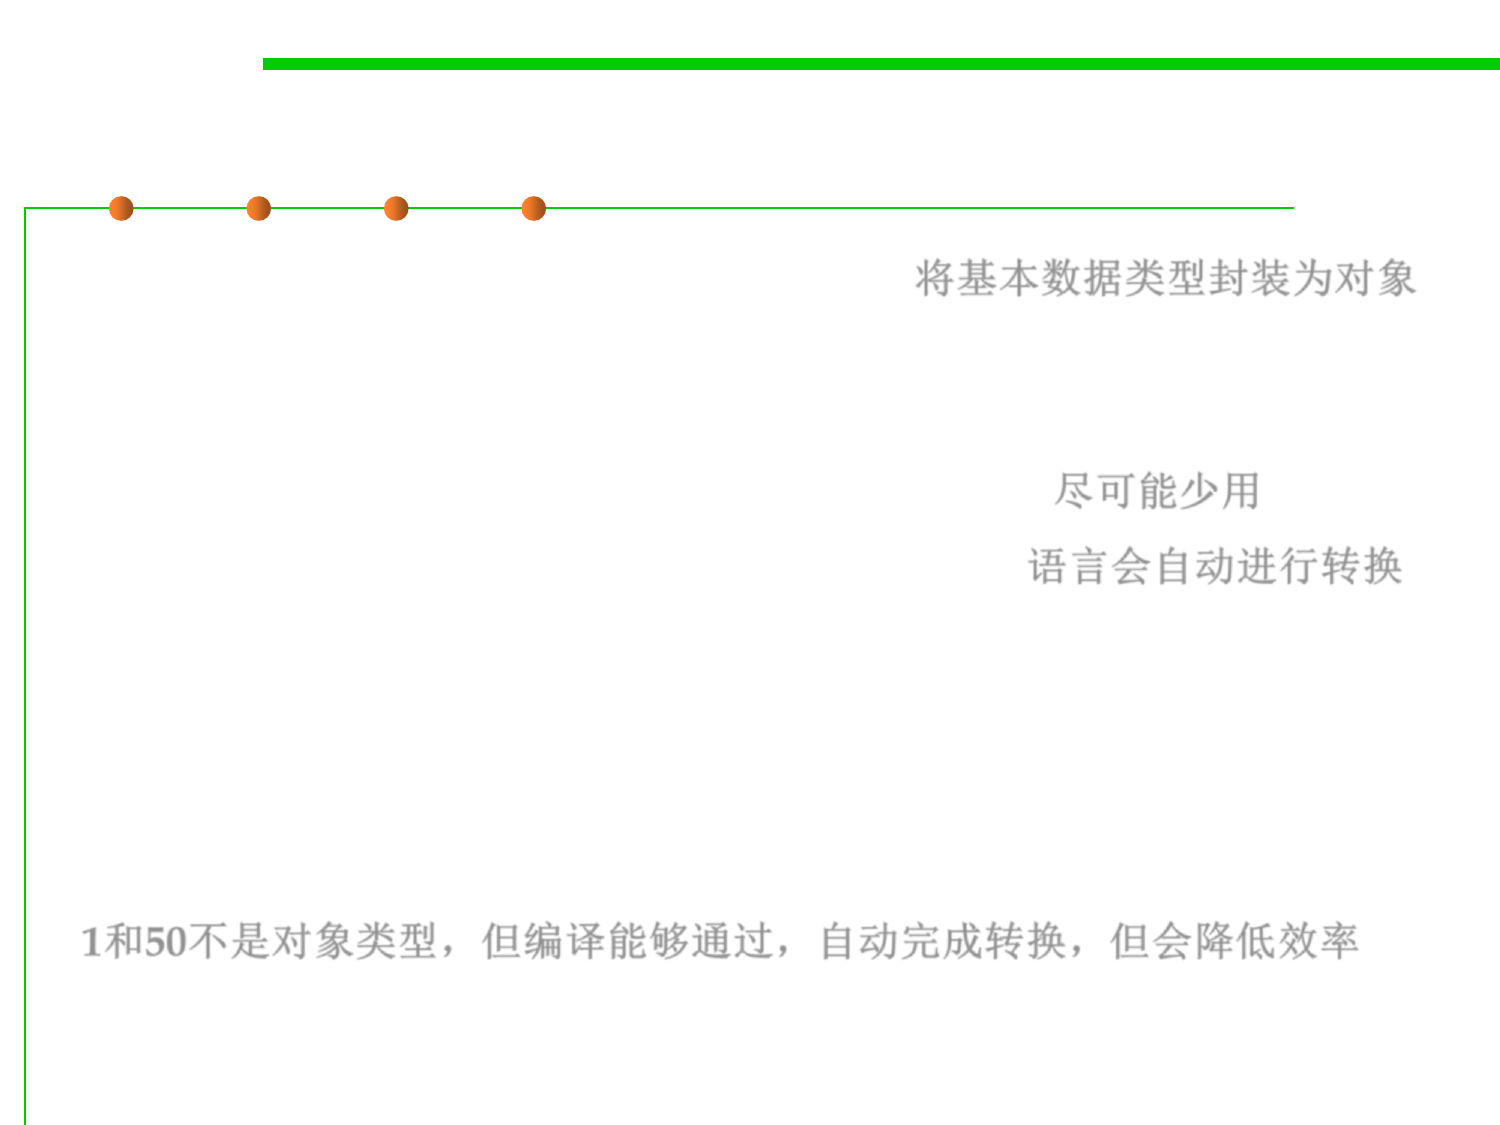 将基本数据类型封装为对象
尽可能少用
语言会自动进行转换
1和50不是对象类型，但编译能够通过，自动完成转换，但会降低效率